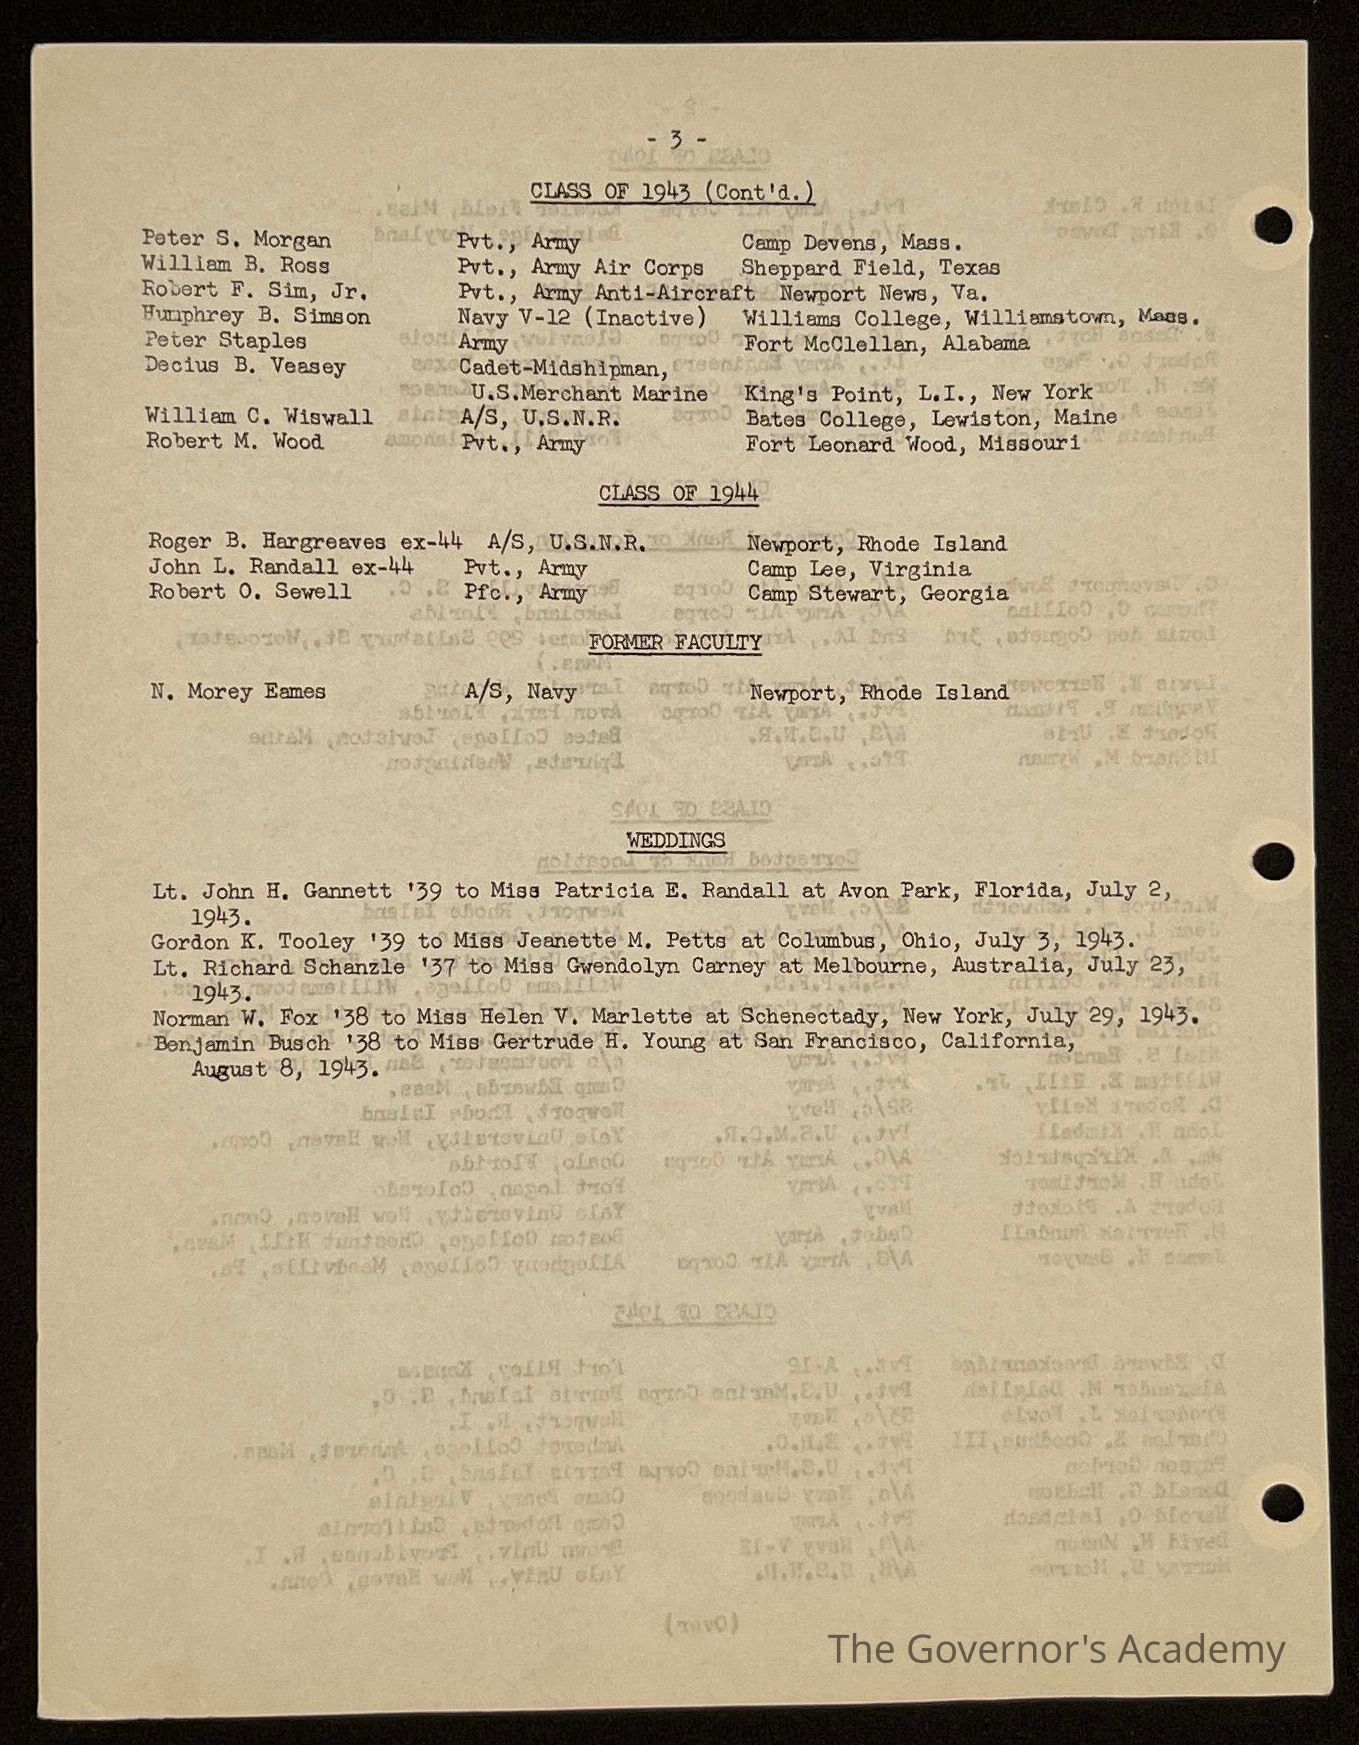 - 3 -
CLASS OF 1943 (Cont'd.)
Peter S. Morgan Pvt., Army Camp Devens, Mass.
William B. Ross Pvt., Army Air Corps Sheppard Field, Texas
Robert F. Sim, Jr. Pvt., Army Anti-Aircraft Newport News, Va.
Humphrey B. Simson Navy V-12 (Inactive) Williams College, Williamstown, Mass.
Peter Staples Army Fort McClellan, Alabama
Decius B. Veasey Cadet-Midshipman,
U.S.Merchant Marine King's Point, L.I., New York
William C. Wiswall A/S, U.S.N.R. Bates College, Lewiston, Maine
Robert M. Wood Pvt., Army Fort Leonard Wood, Missouri
CLASS OF 1944
Roger B. Hargreaves ex-44 A/S, U.S.N.R. Newport, Rhode Island
John L. Randall ex-44 Pvt., Army Camp Lee, Virginia
Robert O. Sewell Pfc., Army Camp Stewart, Georgia
FORMER FACULTY
N. Morey Eames A/S, Navy Newport, Rhode Island
WEDDINGS
Lt. John H. Gannett '39 to Miss Patricia E. Randall at Avon Park, Florida, July 2,
1943.
Gordon K. Tooley '39 to Miss Jeanette M. Petts at Columbus, Ohio, July 3, 1943.
Lt. Richard Schanzle '37 to Miss Gwendolyn Carney at Melbourne, Australia, July 23,
1943.
Norman W. Fox '38 to Miss Helen V. Marlette at Schenectady, New York, July 29, 1943.
Benjamin Busch '38 to Miss Gertrude H. Young at San Francisco, California,
August 8, 1943.
The Governor's Academy